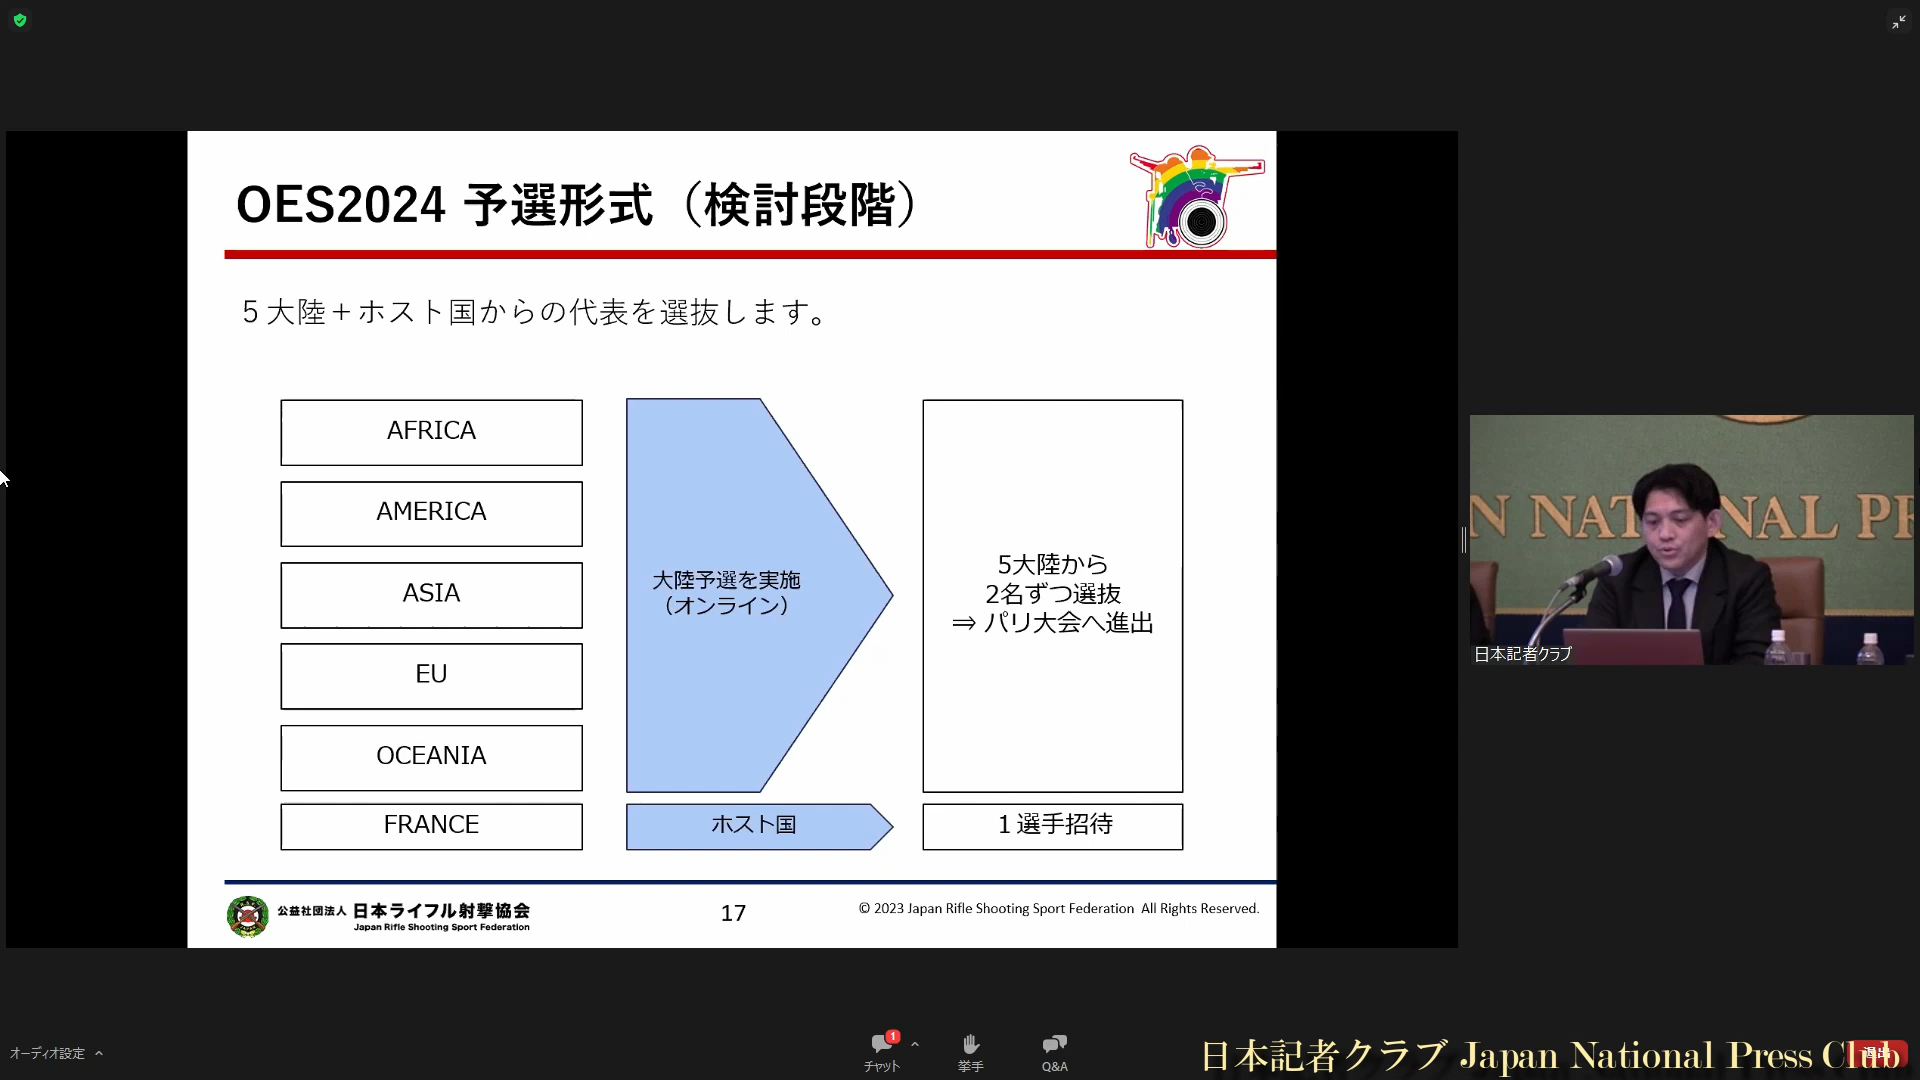 OES2024 予選形式（検討段階）
５大陸＋ホスト国からの代表を選抜します。
AFRICA
AMERICA
ASIA
EU
OCEANIA
FRANCE
大陸予選を実施
（オンライン）
ホスト国
5大陸から
2名ずつ選抜
⇒ パリ大会へ進出
１選手招待
公益社団法人 日本ライフル射撃協会
Japan Rifle Shooting Sport Federation
17
© 2023 Japan Rifle Shooting Sport Federation All Rights Reserved.
N NATIONAL PR
日本記者クラブ
オーディオ設定
1
チャット
挙手
Q&A
日本記者クラブ Japan National Press Club
退出